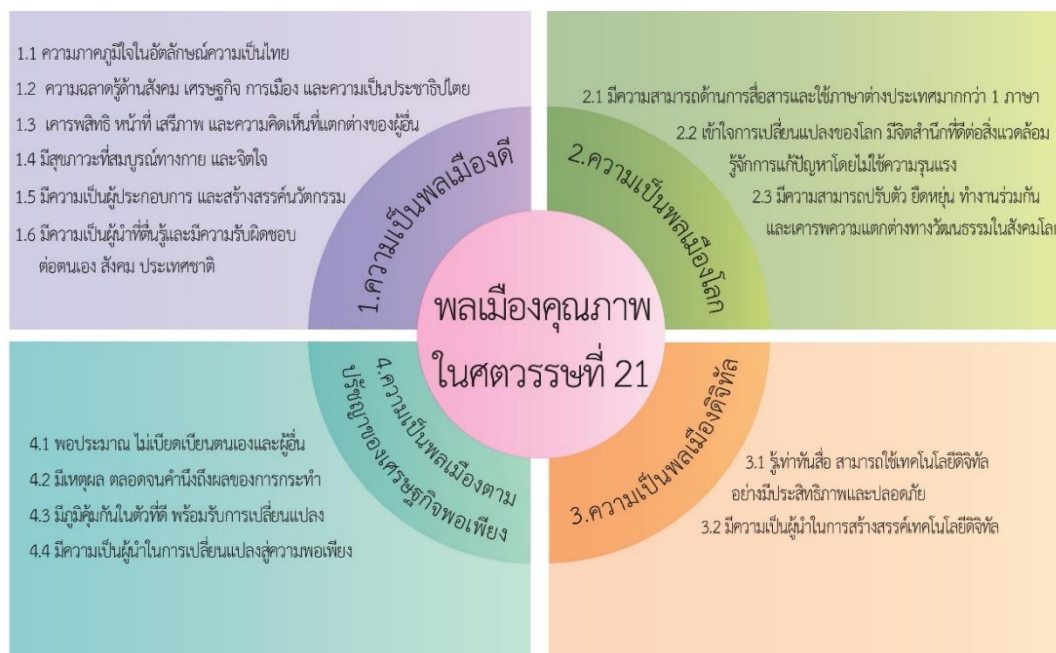 1.1 ความภาคภูมิใจในอัตลักษณ์ความเป็นไทย
1.2 ความฉลาดรู้ด้านสังคม เศรษฐกิจ การเมือง และความเป็นประชาธิปไตย
1.3 เคารพสิทธิ หน้าที่ เสรีภาพ และความคิดเห็นที่แตกต่างของผู้อื่น
1.4 มีสุขภาวะที่สมบูรณ์ทางกาย และจิตใจ
1.5 มีความเป็นผู้ประกอบการ และสร้างสรรค์นวัตกรรม
1.6 มีความเป็นผู้นำที่ตื่นรู้และมีความรับผิดชอบ
ต่อตนเอง สังคม ประเทศชาติ
1.ความเป็นพลเมืองดี
2.1 มีความสามารถด้านการสื่อสารและใช้ภาษาต่างประเทศมากกว่า 1 ภาษา
2.2 เข้าใจการเปลี่ยนแปลงของโลก มีจิตสำนึกที่ดีต่อสิ่งแวดล้อม
รู้จักการแก้ปัญหาโดยไม่ใช้ความรุนแรง
2.3 มีความสามารถปรับตัว ยืดหยุ่น ทำงานร่วมกัน
และเคารพความแตกต่างทางวัฒนธรรมในสังคมโลก
2.ความเป็นพลเมืองโลก
พลเมืองคุณภาพ
ในศตวรรษที่ 21
3.ความเป็นพลเมืองดิจิทัล
3.1 รู้เท่าทันสื่อ สามารถใช้เทคโนโลยีดิจิทัล
อย่างมีประสิทธิภาพและปลอดภัย
3.2 มีความเป็นผู้นำในการสร้างสรรค์เทคโนโลยีดิจิทัล
4.ความเป็นพลเมืองตาม
ปรัชญาของเศรษฐกิจพอเพียง
4.1 พอประมาณ ไม่เบียดเบียนตนเองและผู้อื่น
4.2 มีเหตุผล ตลอดจนคำนึงถึงผลของการกระทำ
4.3 มีภูมิคุ้มกันในตัวที่ดี พร้อมรับการเปลี่ยนแปลง
4.4 มีความเป็นผู้นำในการเปลี่ยนแปลงสู่ความพอเพียง